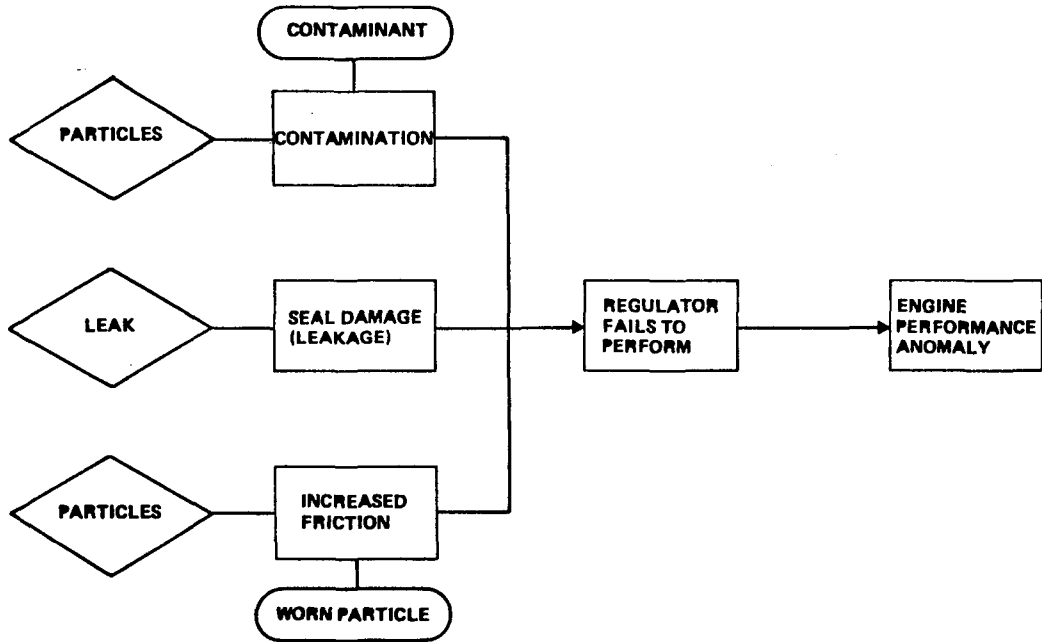 CONTAMINANT
PARTICLES
CONTAMINATION
LEAK
SEAL DAMAGE
(LEAKAGE)
REGULATOR
FAILS TO
PERFORM
ENGINE
PERFORMANCE
ANOMALY
PARTICLES
INCREASED
FRICTION
WORN PARTICLE